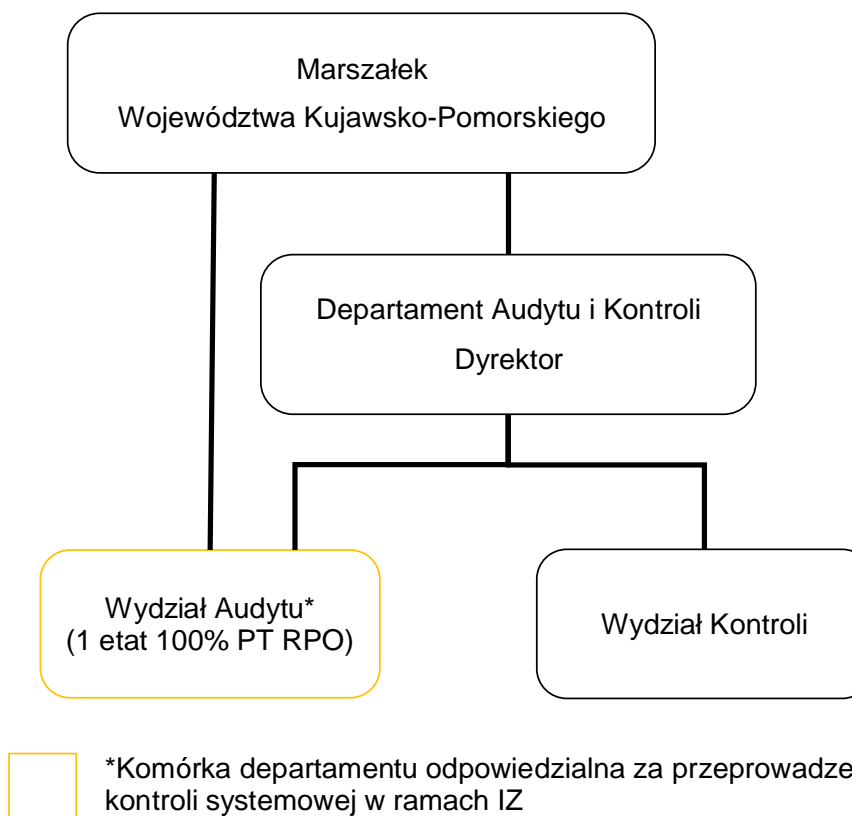 Marszałek
Województwa Kujawsko-Pomorskiego
Departament Audytu i Kontroli
Dyrektor
Wydział Audytu*
(1 etat 100% PT RPO)
Wydział Kontroli
*Komórka departamentu odpowiedzialna za
kontroli systemowej w ramach IZ